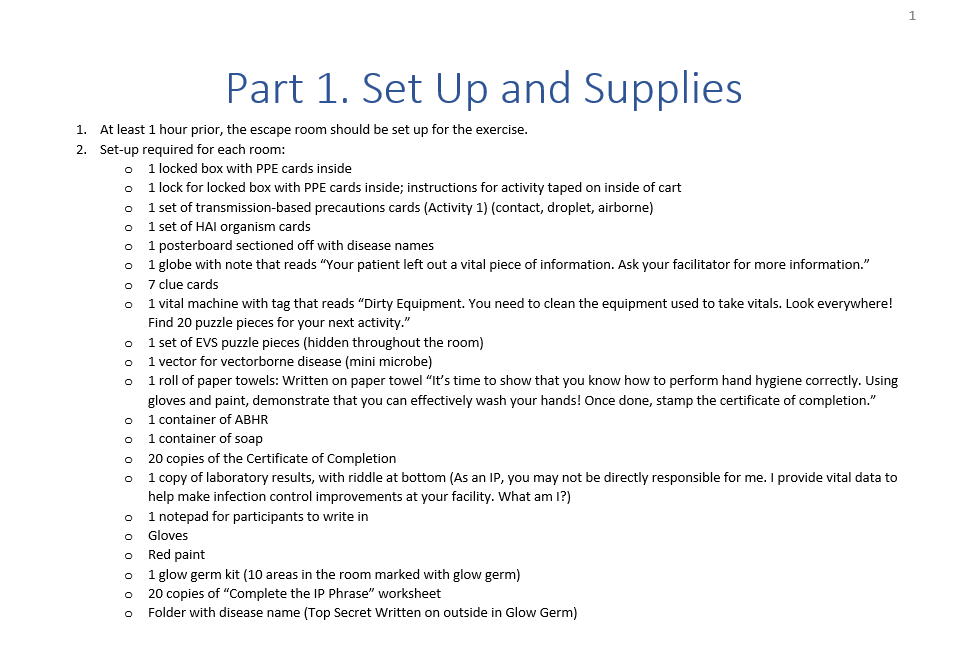 1
Part 1. Set Up and Supplies
1. At least 1 hour prior, the escape room should be set up for the exercise.
2. Set-up required for each room:
o 1 locked box with PPE cards inside
o 1 lock for locked box with PPE cards inside; instructions for activity taped on inside of cart
o 1 set of transmission-based precautions cards (Activity 1) (contact, droplet, airborne)
o 1 set of HAI organism cards
o 1 posterboard sectioned off with disease names
o 1 globe with note that reads “Your patient left out a vital piece of information. Ask your facilitator for more information.”
o 7 clue cards
o 1 vital machine with tag that reads “Dirty Equipment. You need to clean the equipment used to take vitals. Look everywhere!
Find 20 puzzle pieces for your next activity.”
o 1 set of EVS puzzle pieces (hidden throughout the room)
o 1 vector for vectorborne disease (mini microbe)
o 1 roll of paper towels: Written on paper towel “It’s time to show that you know how to perform hand hygiene correctly. Using
gloves and paint, demonstrate that you can effectively wash your hands! Once done, stamp the certificate of completion.”
o 1 container of ABHR
o 1 container of soap
o 20 copies of the Certificate of Completion
o 1 copy of laboratory results, with riddle at bottom (As an IP, you may not be directly responsible for me. I provide vital data to
help make infection control improvements at your facility. What am I?)
o 1 notepad for participants to write in
o Gloves
o Red paint
o 1 glow germ kit (10 areas in the room marked with glow germ)
o 20 copies of “Complete the IP Phrase” worksheet
o Folder with disease name (Top Secret Written on outside in Glow Germ)